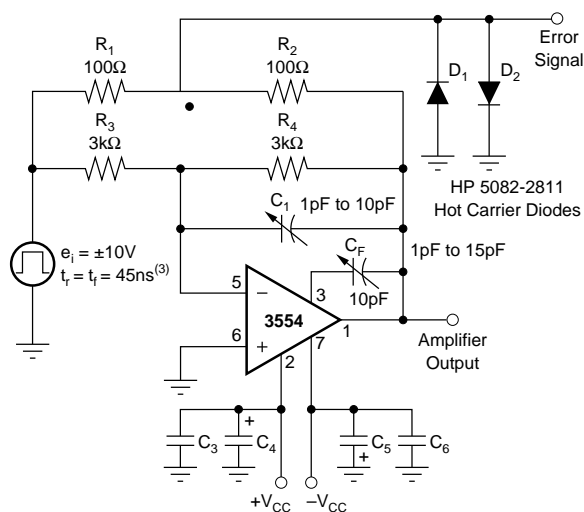 Error
Signal
R1
100Ω
R2
100Ω
D1
D2
R3
3kΩ
R4
3kΩ
HP 5082-2811
Hot Carrier Diodes
C1
1pF to 10pF
ei = ±10V
tr = tf = 45ns(3)
CF
1pF to 15pF
10pF
5
–
3
3554
1
6
+
2
7
Amplifier
Output
C3
+
C4
C5
+
C6
+VCC
–VCC